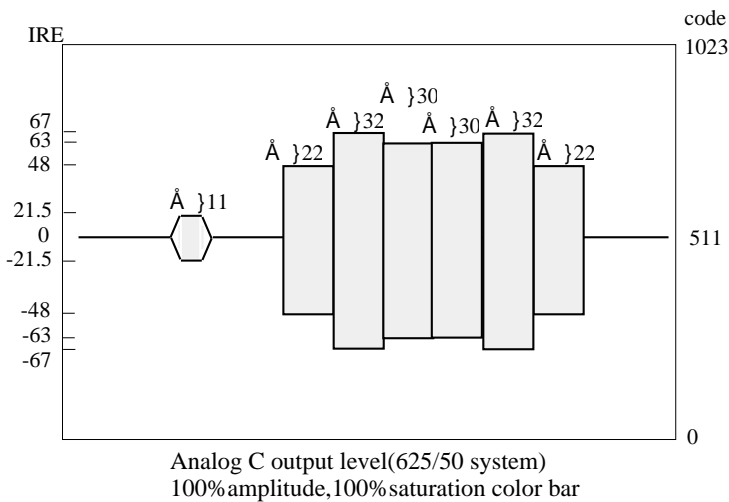 code
IRE
1023
Å }30
67
Å }32
Å }30
Å }32
63
48
Å }22
Å }22
21.5
Å }11
0
511
-21.5
-48
-63
-67
0
Analog C output level(625/50 system)
100%amplitude,100%saturation color bar